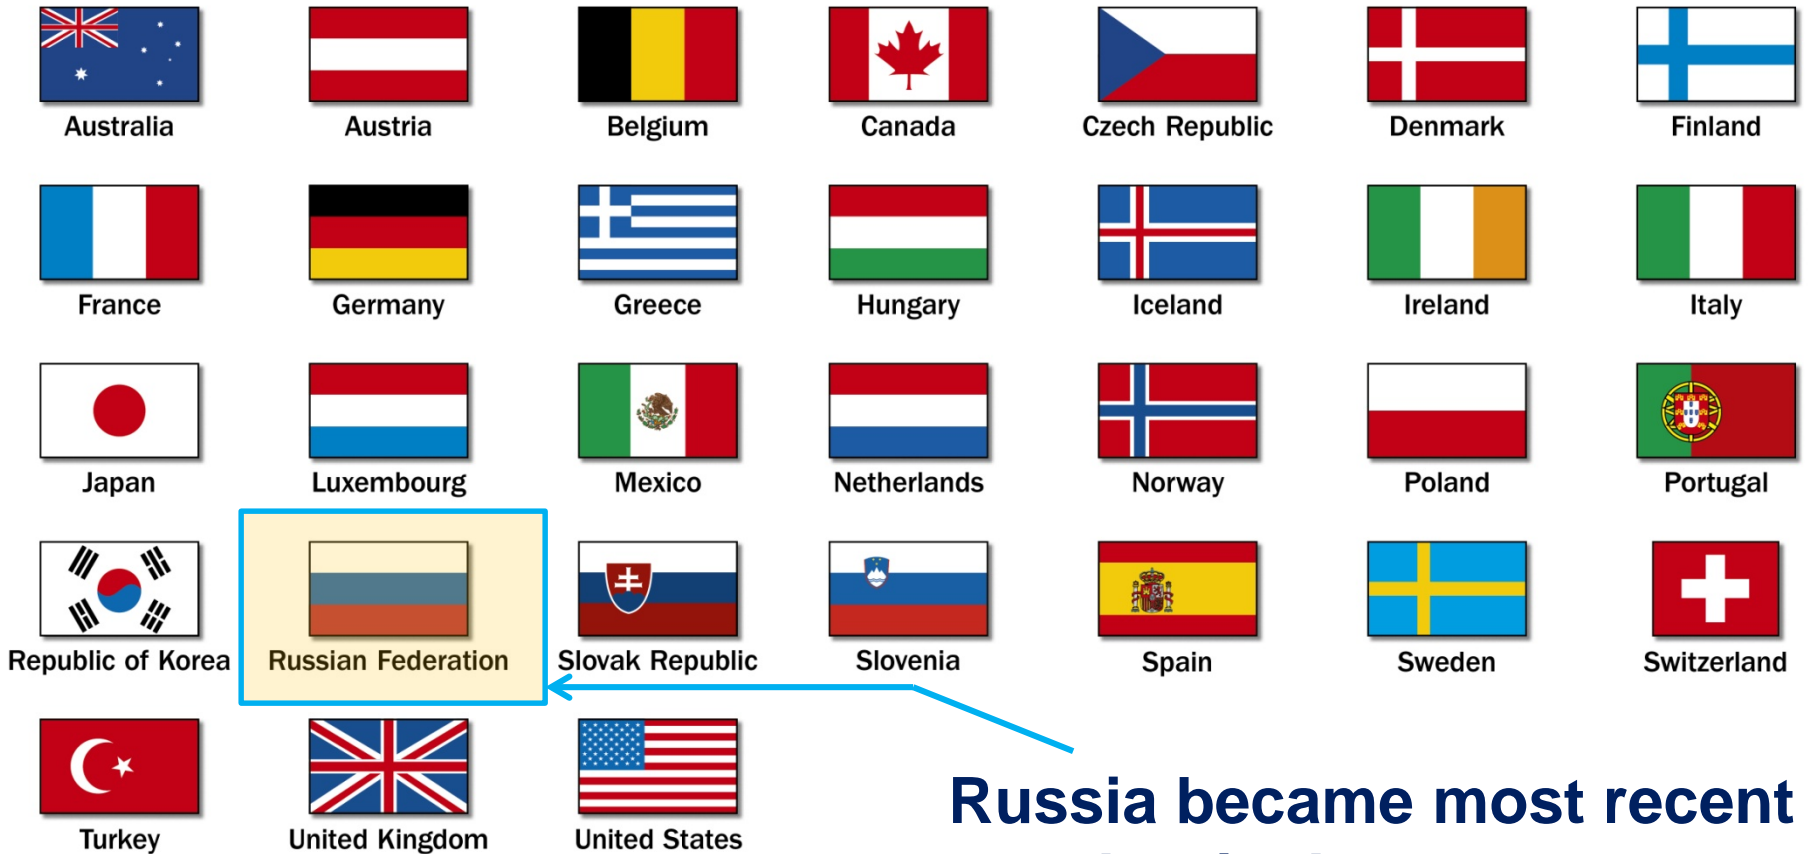 Australia Austria Belgium Canada Czech Republic Denmark Finland
France Germany Greece Hungary Iceland Ireland Italy
Japan Luxembourg Mexico Netherlands Norway Poland Portugal
Republic of Korea Russian Federation Slovak Republic Slovenia Spain Sweden Switzerland
Turkey United Kingdom United States
Russia became most recent